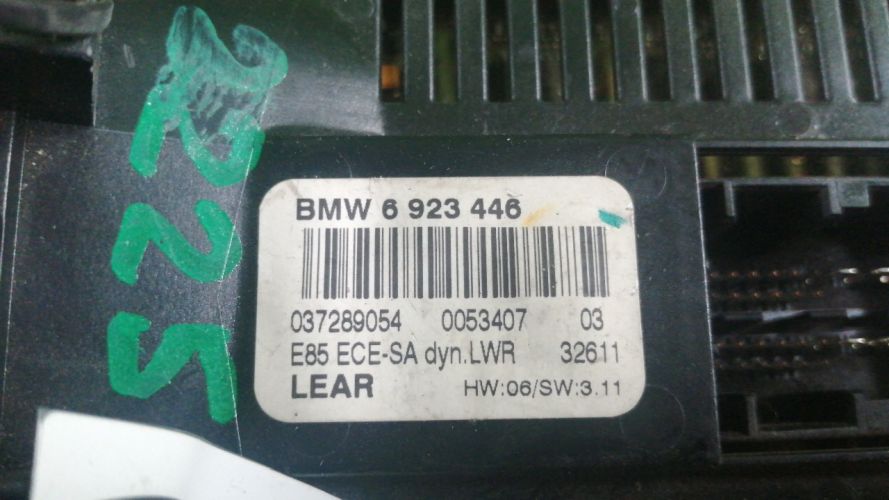 225
BMW 6 923 446
037289054 0053407 03
E85 ECE-SA dyn.LWR 32611
LEAR HW:06/SW:3.11